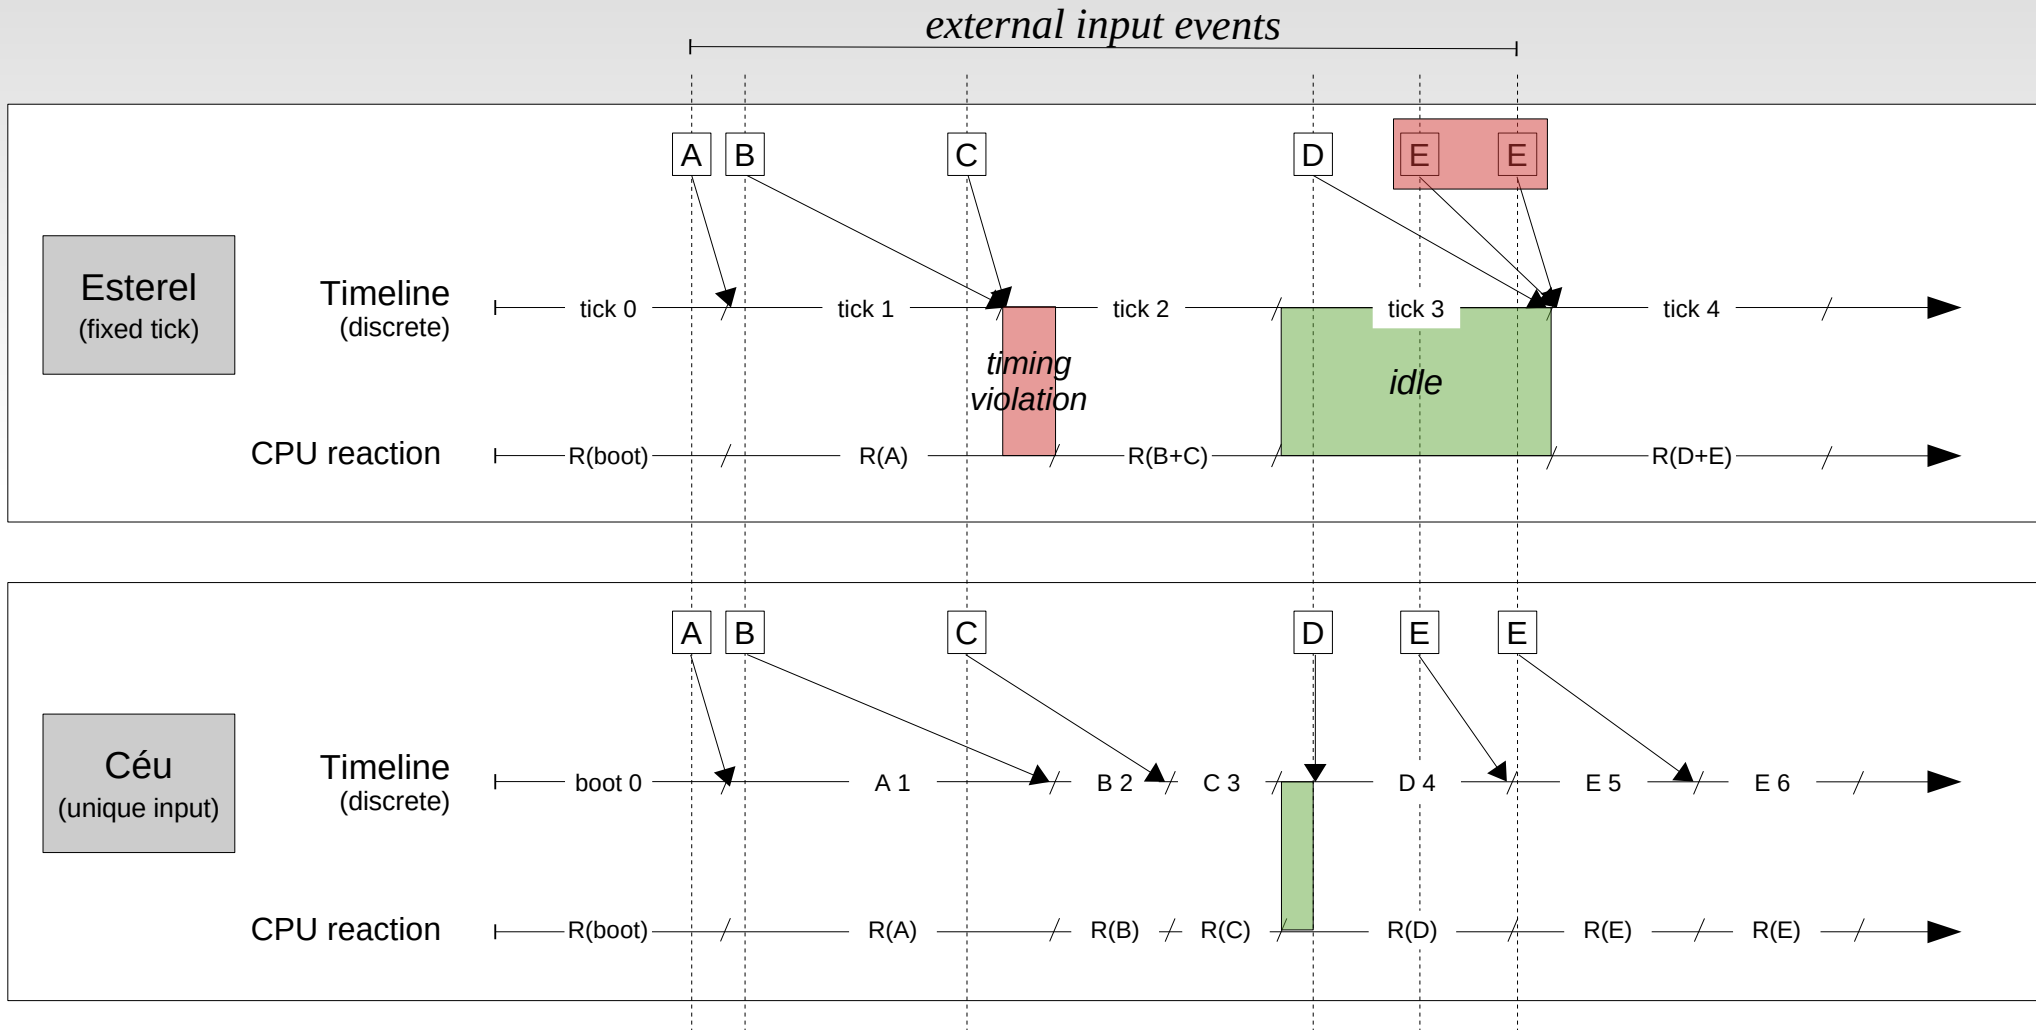 external input events
A B C D E E
Esterel
(fixed tick)
Timeline
(discrete)
tick 0 tick 1 tick 2 tick 3 tick 4
timing
violation
idle
CPU reaction
R(boot) R(A) R(B+C) R(D+E)
A B C D E E
Céu
(unique input)
Timeline
(discrete)
boot 0 A 1 B 2 C 3 D 4 E 5 E 6
CPU reaction
R(boot) R(A) R(B) R(C) R(D) R(E) R(E)